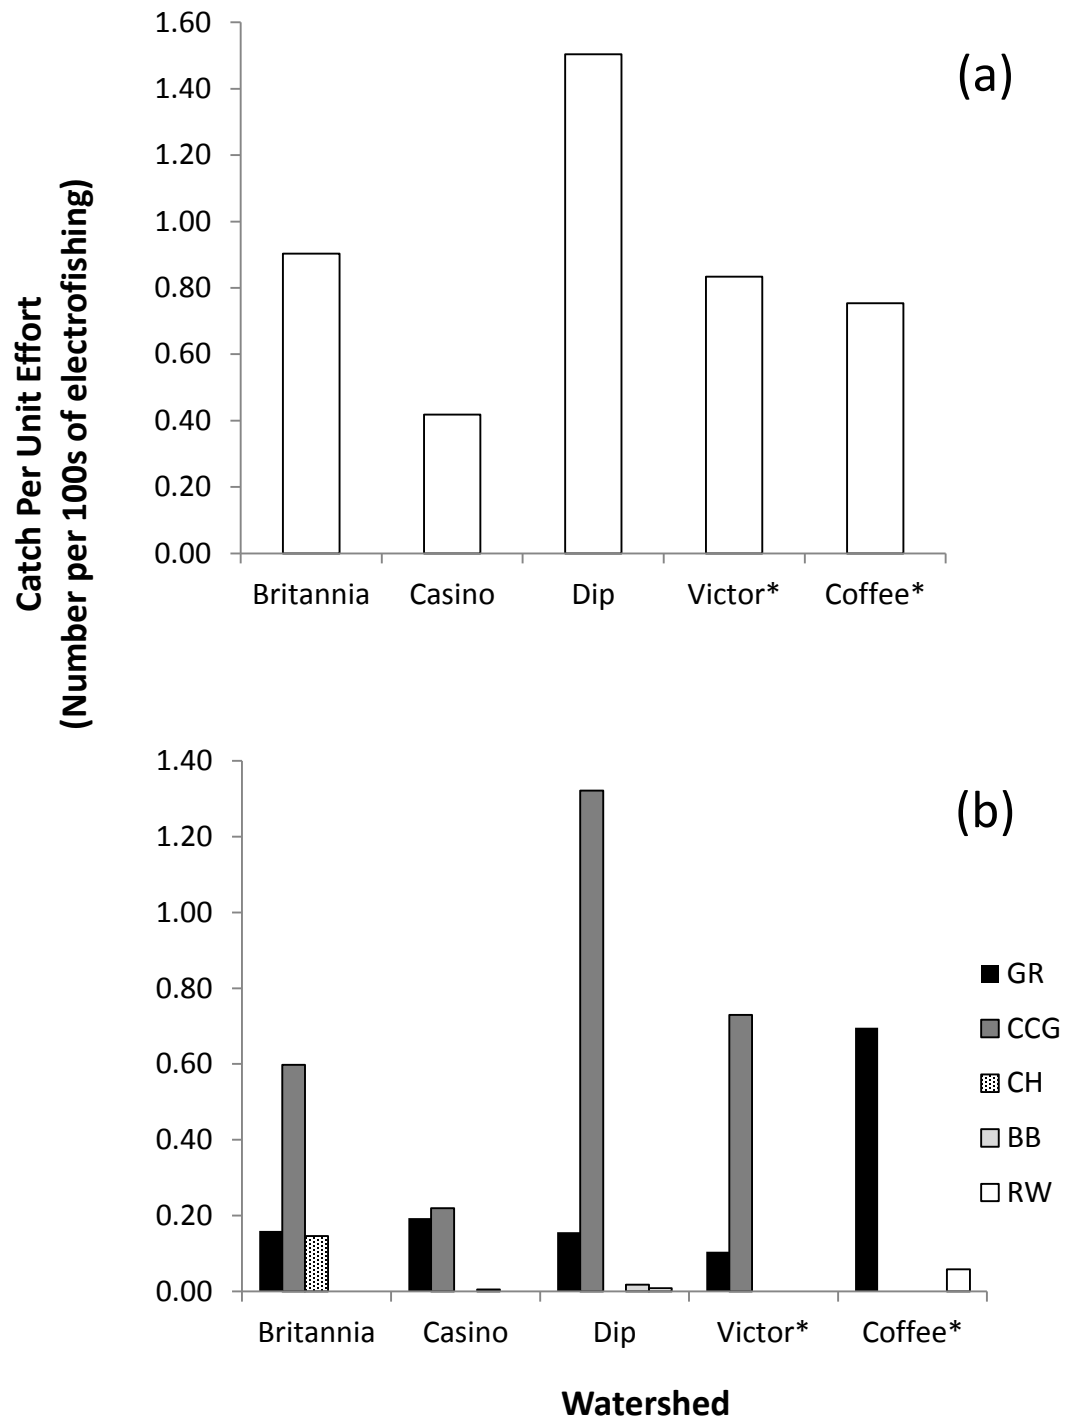 Catch Per Unit Effort
(Number per 100s of electrofishing)
1.60
1.40
1.20
1.00
0.80
0.60
0.40
0.20
0.00
(a)
Britannia Casino Dip Victor* Coffee*
1.40
1.20
1.00
0.80
0.60
0.40
0.20
0.00
(b)
GR
CCG
CH
BB
RW
Britannia Casino Dip Victor* Coffee*
Watershed